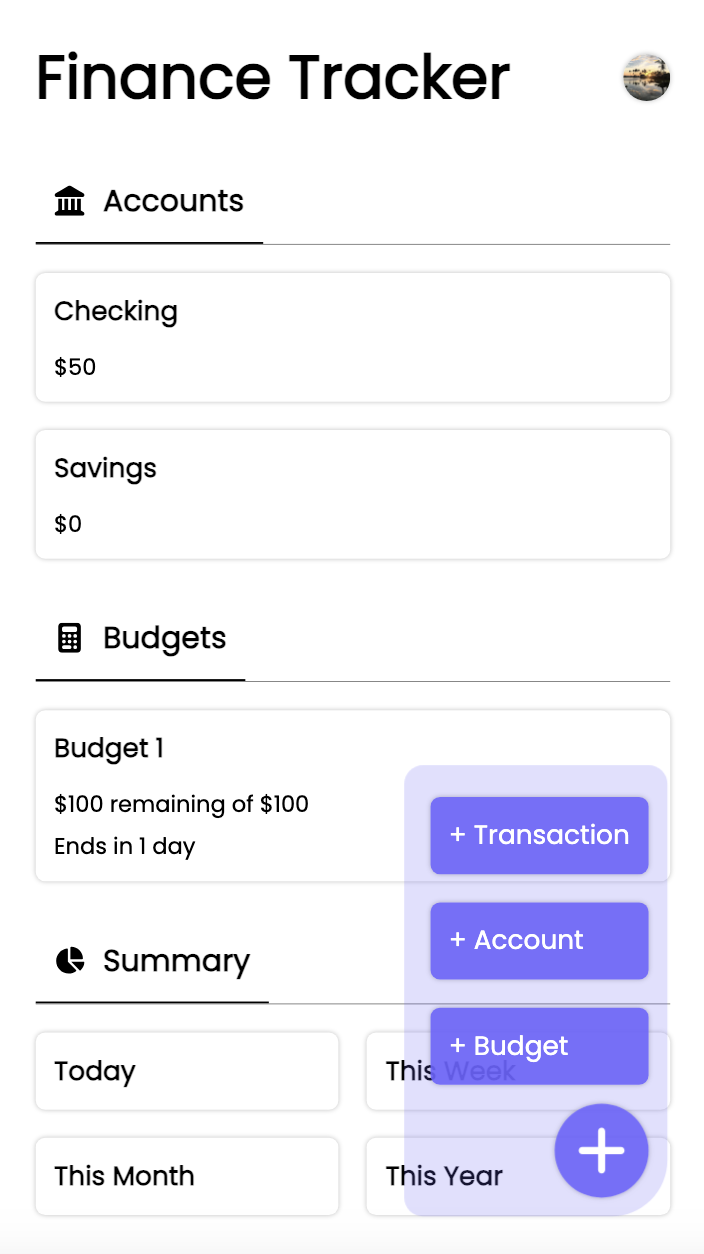 Finance Tracker
Accounts
Checking
$50
Savings
$0
Budgets
Budget 1
$100 remaining of $100
Ends in 1 day
+ Transaction
+ Account
+ Budget
Summary
Today
This Week
This Month
This Year